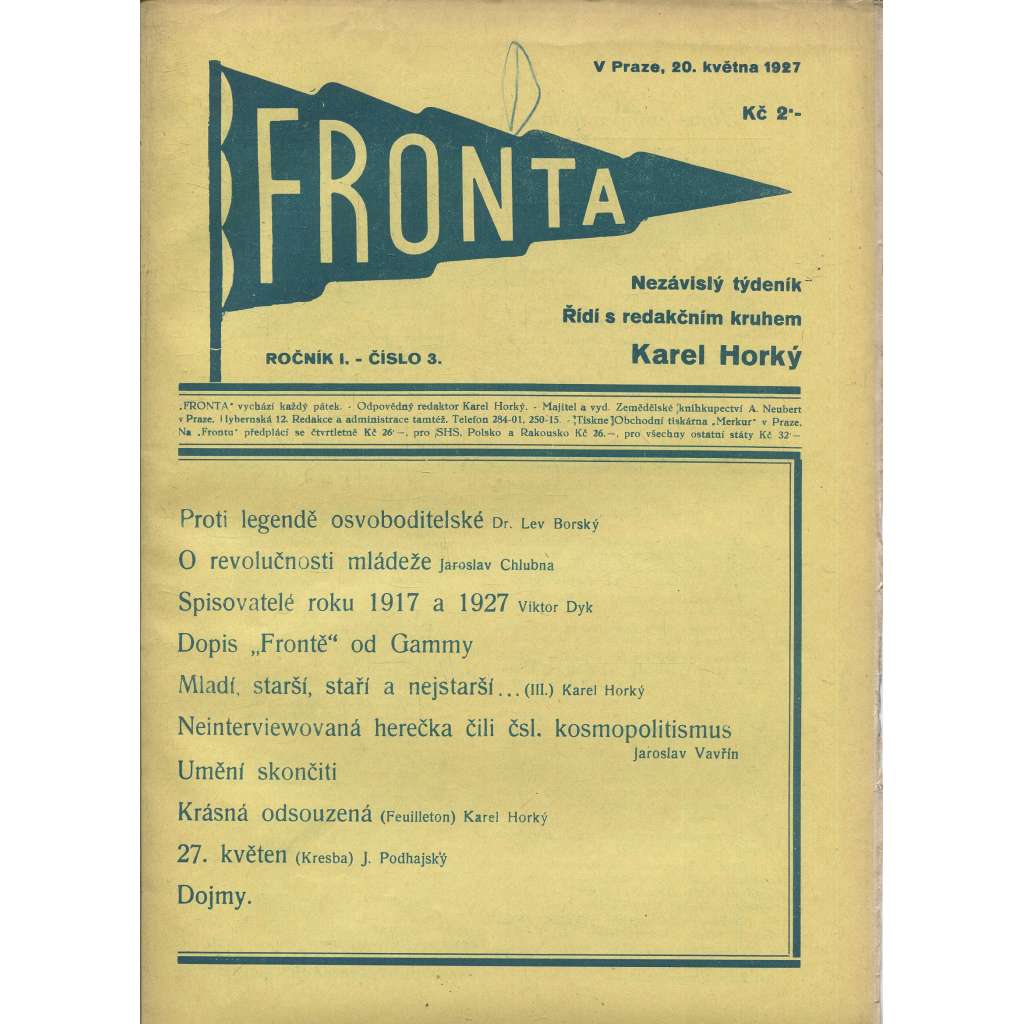 V Praze, 20. května 1927
Kč 2·-
FRONTA
Nezávislý týdeník
Řídí s redakčním kruhem
Karel Horký
ROČNÍK I. - ČÍSLO 3.
„FRONTA“ vychází každý pátek. - Odpovědný redaktor Karel Horký. - Majitel a vyd. Zemědělské knihkupectví A. Neubert
v Praze, Hybernská 12. Redakce a administrace tamtéž. Telefon 284-01, 250-15. - Tiskne Obchodní tiskárna „Merkur“ v Praze.
Na „Frontu“ předplácí se čtvrtletně Kč 26·—, pro SHS, Polsko a Rakousko Kč 26.—, pro všechny ostatní státy Kč 32·—
Proti legendě osvoboditelské Dr. Lev Borský
O revolučnosti mládeže Jaroslav Chlubna
Spisovatelé roku 1917 a 1927 Viktor Dyk
Dopis „Frontě“ od Gammy
Mladí, starší, staří a nejstarší... (III.) Karel Horký
Neinterviewovaná herečka čili čsl. kosmopolitismus
Jaroslav Vavřín
Umění skončiti
Krásná odsouzená (Feuilleton) Karel Horký
27. květen (Kresba) J. Podhajský
Dojmy.